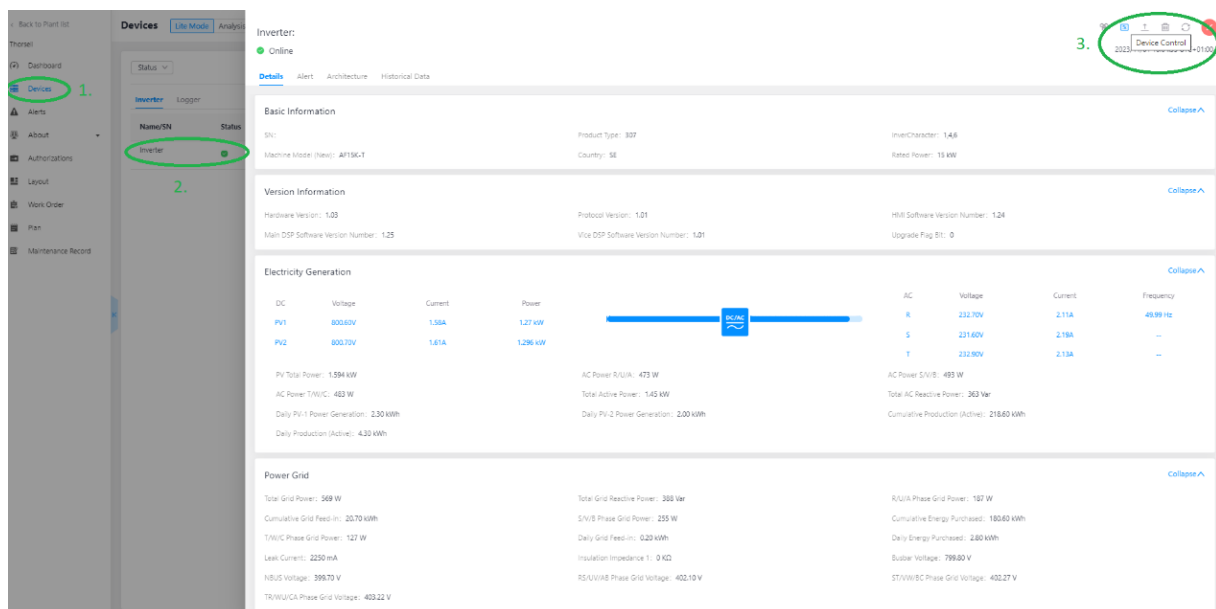 Back to Plant list
Thorsel
Dashboard
Devices
1.
Alerts
About
Authorizations
Layout
Work Order
Plan
Maintenance Record
Devices Lite Mode Analysis
Status
Inverter Logger
Name/SN Status
Inverter
2.
Inverter:
Online
3.
Device Control
Details Alert Architecture Historical Data
Basic Information Collapse
SN: Product Type: 307 InverCharacter: 1,4,6
Machine Model (New): AF15K-T Country: SE Rated Power: 15 kW
Version Information Collapse
Hardware Version: 1.03 Protocol Version: 1.01 HMI Software Version Number: 1.24
Main DSP Software Version Number: 1.25 Vice DSP Software Version Number: 1.01 Upgrade Flag Bit: 0
Electricity Generation Collapse
DC Voltage Current Power AC Voltage Current Frequency
DC/AC
PV1 800.60V 1.58A 1.27 kW R 232.70V 2.11A 49.99 Hz
PV2 800.70V 1.61A 1.296 kW S 231.60V 2.19A --
T 232.90V 2.13A --
PV Total Power: 1.594 kW AC Power R/U/A: 473 W AC Power S/V/B: 493 W
AC Power T/W/C: 483 W Total Active Power: 1.45 kW Total AC Reactive Power: 363 Var
Daily PV-1 Power Generation: 2.30 kWh Daily PV-2 Power Generation: 2.00 kWh Cumulative Production (Active): 218.60 kWh
Daily Production (Active): 4.30 kWh
Power Grid Collapse
Total Grid Power: 569 W Total Grid Reactive Power: 388 Var R/U/A Phase Grid Power: 187 W
Cumulative Grid Feed-in: 20.70 kWh S/V/B Phase Grid Power: 255 W Cumulative Energy Purchased: 180.60 kWh
T/W/C Phase Grid Power: 127 W Daily Grid Feed-in: 0.20 kWh Daily Energy Purchased: 2.80 kWh
Leak Current: 2250 mA Insulation Impedance 1: 0 KΩ Busbar Voltage: 799.80 V
NBUS Voltage: 399.70 V RS/UV/AB Phase Grid Voltage: 402.10 V ST/VW/BC Phase Grid Voltage: 402.27 V
TR/WU/CA Phase Grid Voltage: 403.22 V